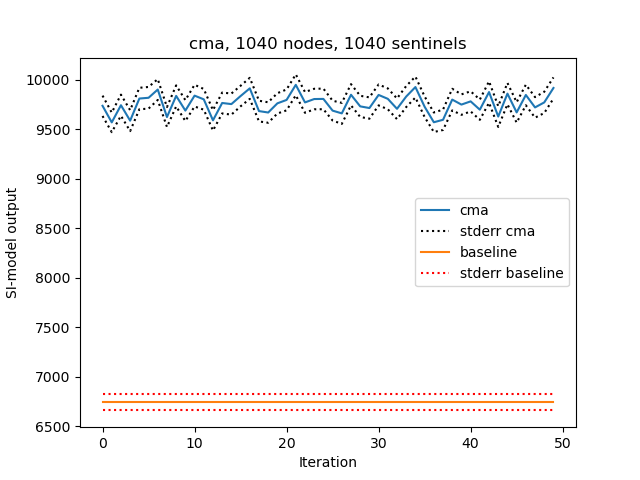 cma, 1040 nodes, 1040 sentinels
SI-model output
10000
9500
9000
8500
8000
7500
7000
6500
cma
stderr cma
baseline
stderr baseline
0
10
20
30
40
50
Iteration